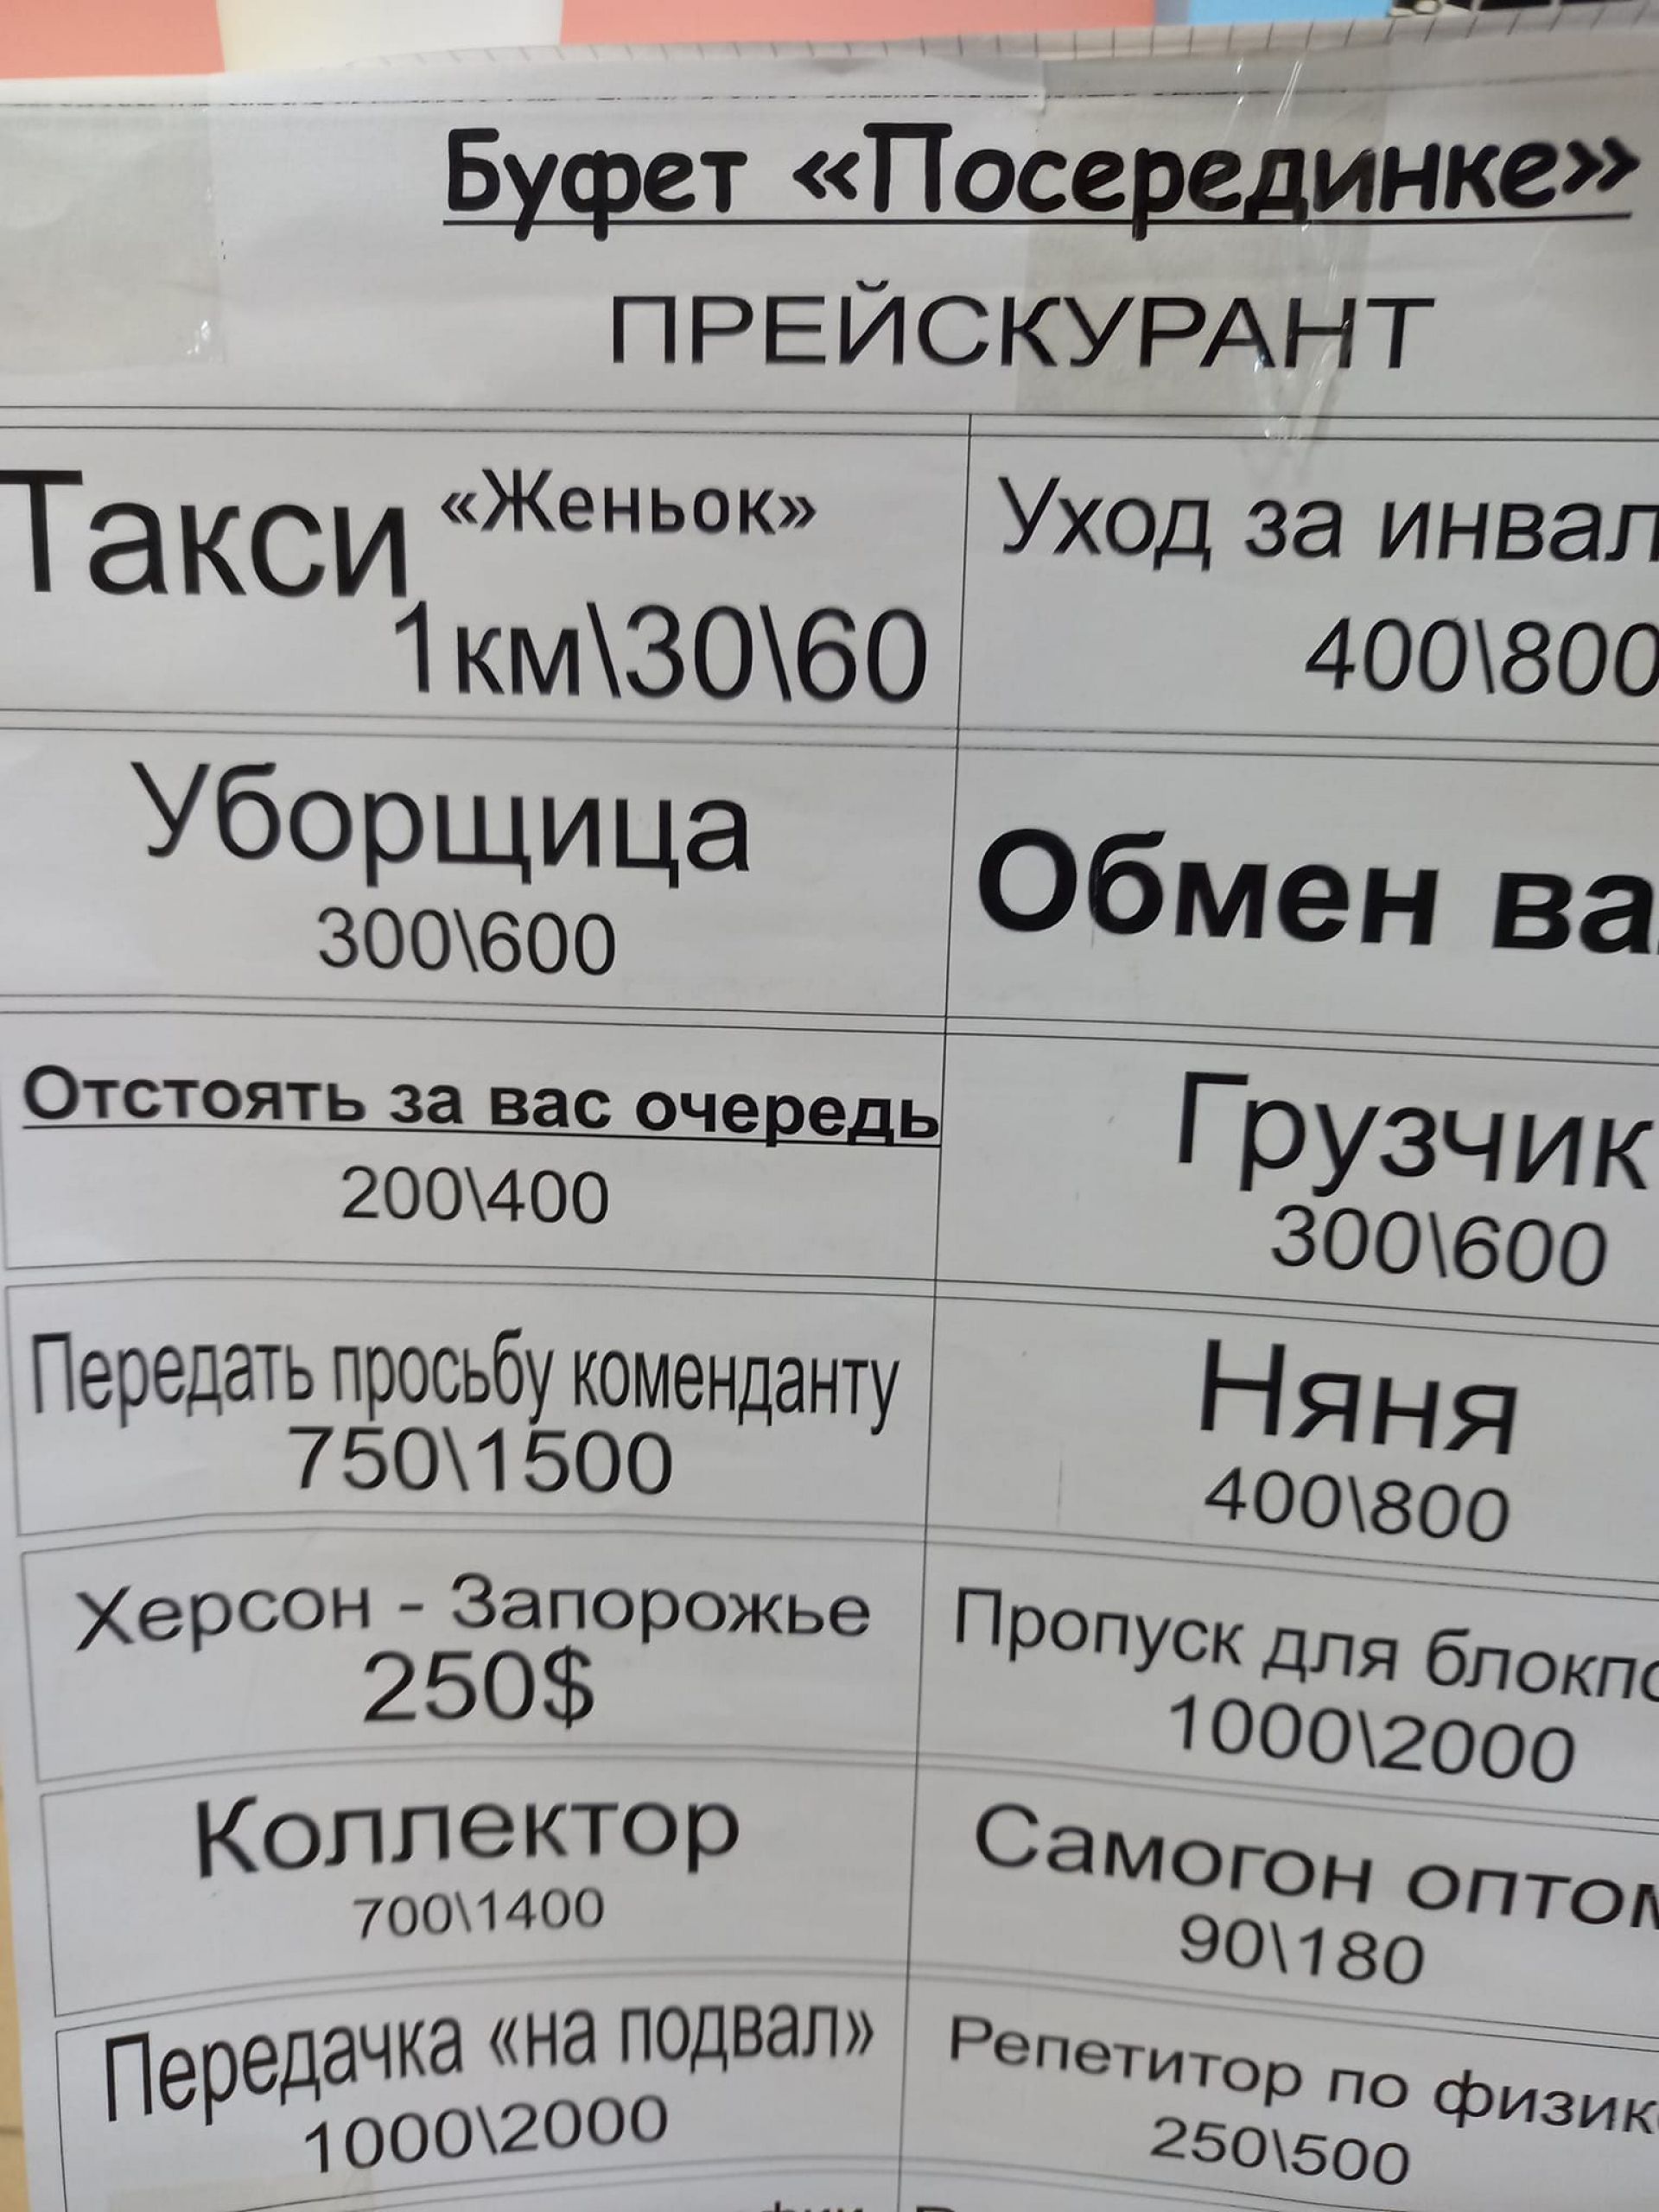 Буфет «Посерединке»
ПРЕЙСКУРАНТ
Такси «Женьок»
1км\30\60
Уход за инвал
400\800
Уборщица
300\600
Обмен ва
Отстоять за вас очередь
200\400
Грузчик
300\600
Передать просьбу коменданту
750\1500
Няня
400\800
Херсон - Запорожье
250$
Пропуск для блокпо
1000\2000
Коллектор
700\1400
Самогон оптом
90\180
Передачка «на подвал»
1000\2000
Репетитор по физик
250\500